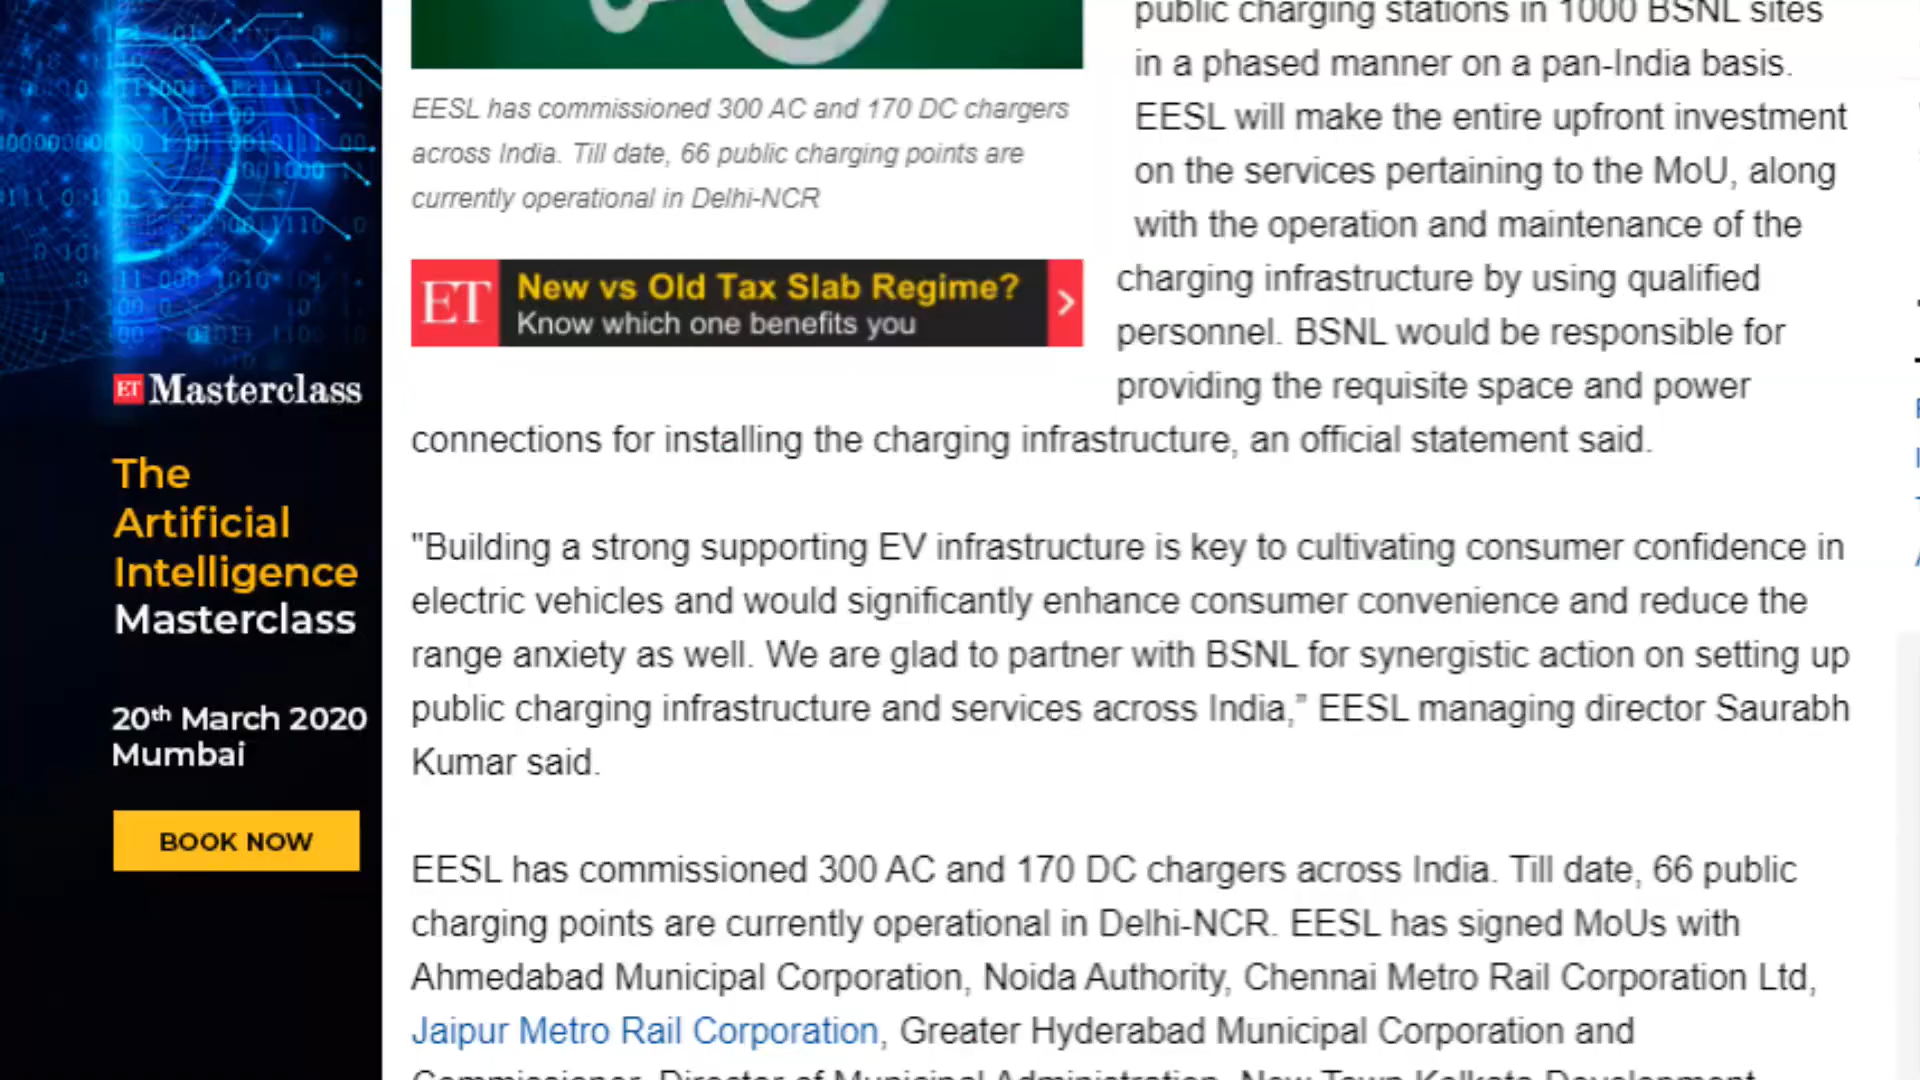 public charging stations in 1000 BSNL sites
in a phased manner on a pan-India basis.
EESL will make the entire upfront investment
on the services pertaining to the MoU, along
with the operation and maintenance of the
charging infrastructure by using qualified
personnel. BSNL would be responsible for
providing the requisite space and power
connections for installing the charging infrastructure, an official statement said.
EESL has commissioned 300 AC and 170 DC chargers
across India. Till date, 66 public charging points are
currently operational in Delhi-NCR
ET
New vs Old Tax Slab Regime?
Know which one benefits you
"Building a strong supporting EV infrastructure is key to cultivating consumer confidence in
electric vehicles and would significantly enhance consumer convenience and reduce the
range anxiety as well. We are glad to partner with BSNL for synergistic action on setting up
public charging infrastructure and services across India,” EESL managing director Saurabh
Kumar said.
EESL has commissioned 300 AC and 170 DC chargers across India. Till date, 66 public
charging points are currently operational in Delhi-NCR. EESL has signed MoUs with
Ahmedabad Municipal Corporation, Noida Authority, Chennai Metro Rail Corporation Ltd,
Jaipur Metro Rail Corporation, Greater Hyderabad Municipal Corporation and
Commissioner, Director of Municipal Administration, New Town Kolkata Development
ET Masterclass
The
Artificial
Intelligence
Masterclass
20th March 2020
Mumbai
BOOK NOW